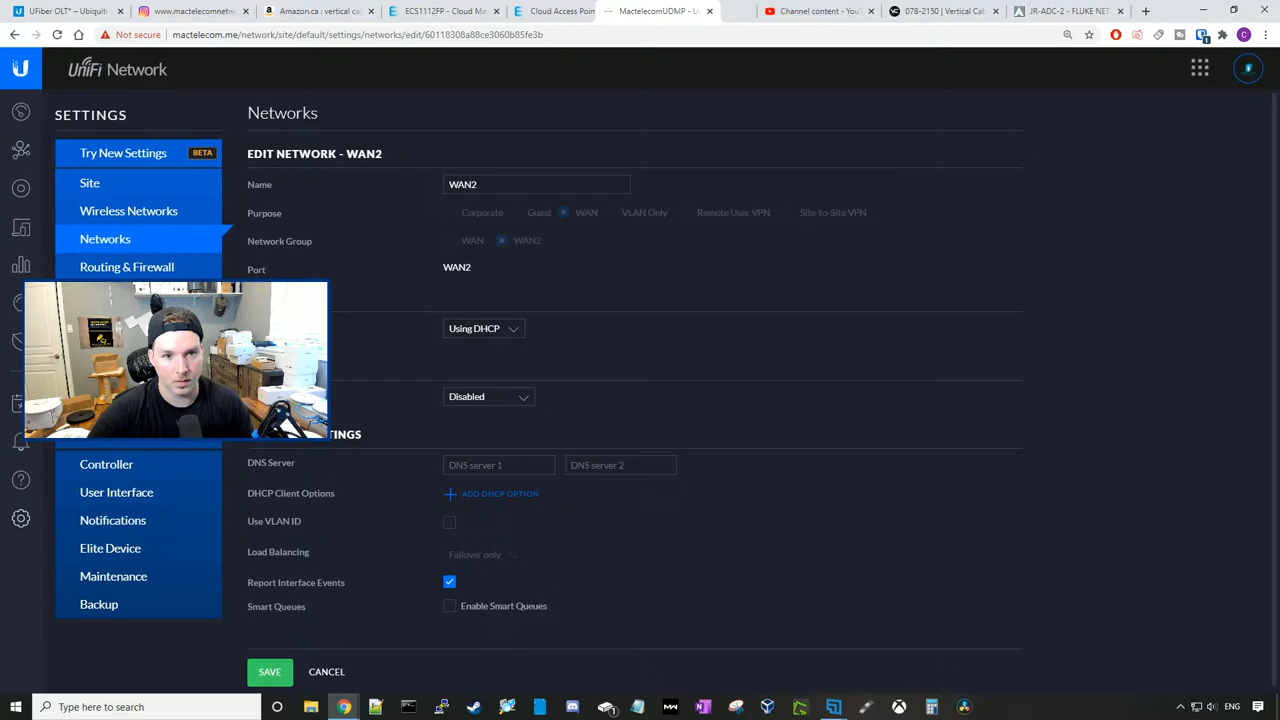 UFiber OLT™ – Ubiquiti
Instagram
Amazon.ca : vertical ca
ECS1112FP - Cloud Man
Cloud Access Point
MactelecomUDMP - U
Channel content - YouT
078-2150 | Vertical Cab
JR-ADC-2 - FLUKE NET
Not secure
mactelecom.me/network/site/default/settings/networks/edit/60118308a88ce3060b85fe3b
UniFi Network
SETTINGS
Try New Settings BETA
Site
Wireless Networks
Networks
Routing & Firewall
Controller
User Interface
Notifications
Elite Device
Maintenance
Backup
Networks
EDIT NETWORK - WAN2
Name WAN2
Purpose Corporate Guest WAN VLAN Only Remote User VPN Site-to-Site VPN
Network Group WAN WAN2
Port WAN2
Using DHCP
Disabled
TINGS
DNS Server DNS server 1 DNS server 2
DHCP Client Options ADD DHCP OPTION
Use VLAN ID
Load Balancing Failover only
Report Interface Events
Smart Queues Enable Smart Queues
SAVE CANCEL
Type here to search
ENG